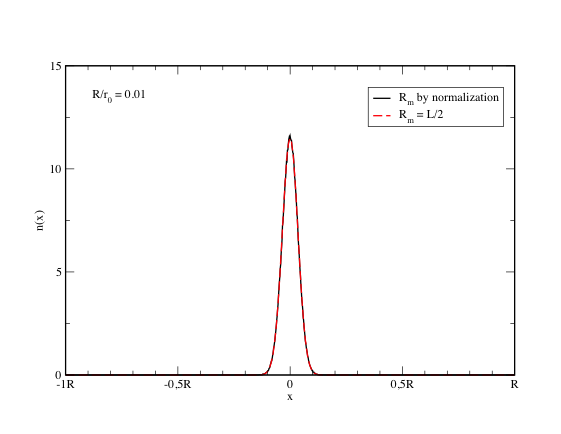 15
R/r0 = 0.01
Rm by normalization
Rm = L/2
10
n(x)
5
0
-1R
-0,5R
0
0,5R
R
x